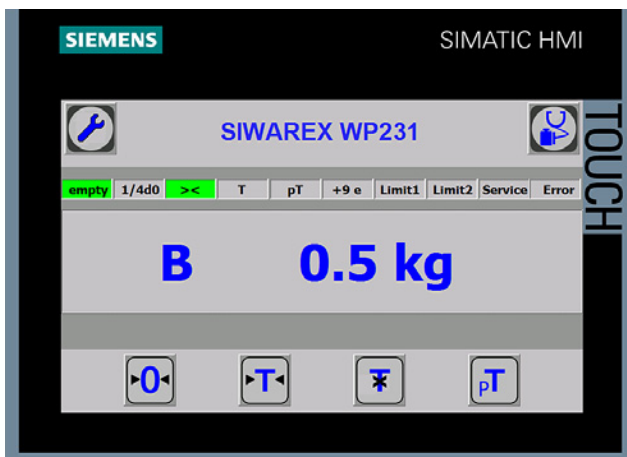 SIEMENS SIMATIC HMI
SIWAREX WP231
TOUCH
empty 1/4d0 >< T pT +9 e Limit1 Limit2 Service Error
B 0.5 kg
0 T T pT